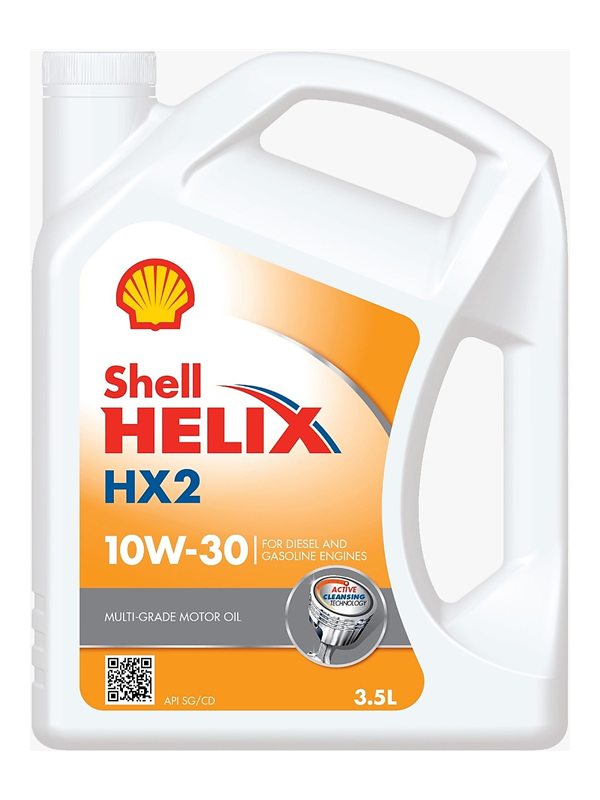 Shell
HELIX
HX2
10W-30
FOR DIESEL AND
GASOLINE ENGINES
ACTIVE
CLEANSING
TECHNOLOGY
MULTI-GRADE MOTOR OIL
API SG/CD
3.5L